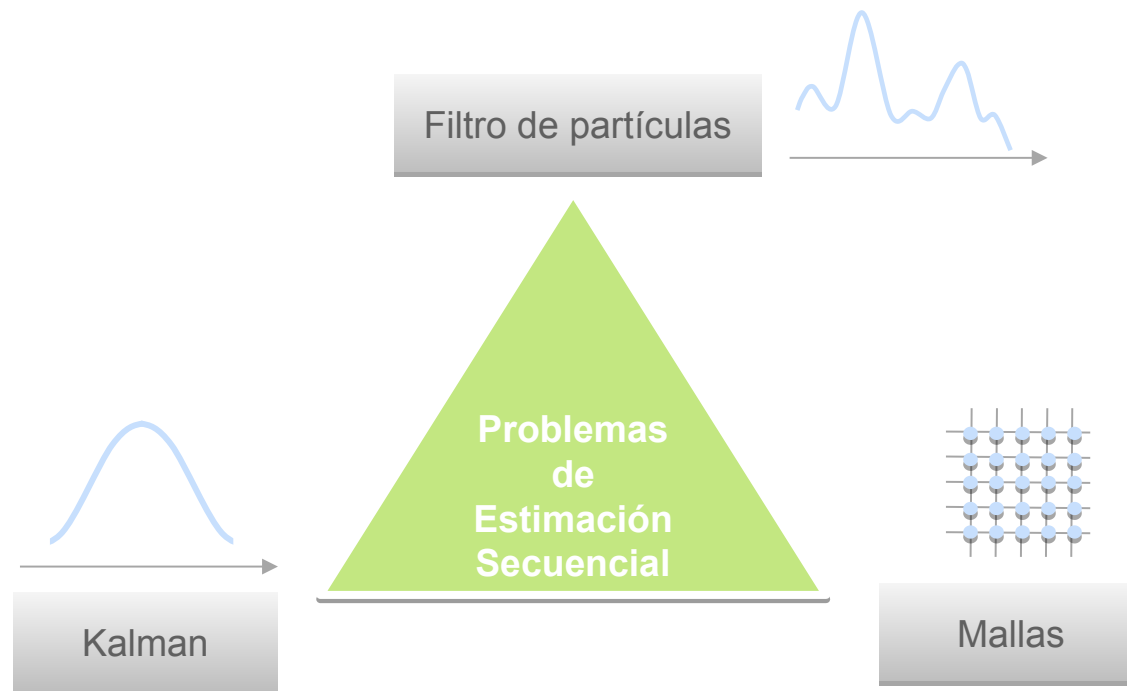 Filtro de partículas
Problemas
de
Estimación
Secuencial
Kalman
Mallas